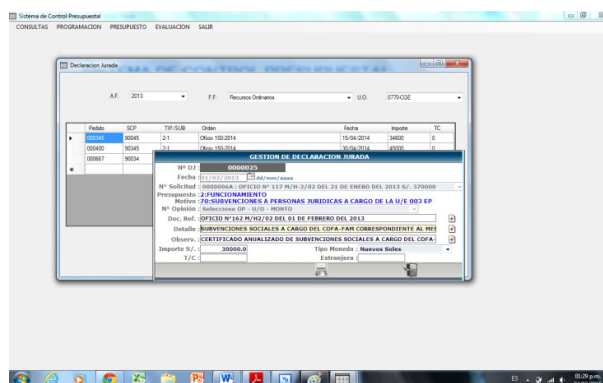 Sistema de Control Presupuestal
CONSULTAS PROGRAMACION PRESUPUESTO EVALUACION SALIR
Declaracion Jurada
A.F. 2013 F.F. Recursos Ordinarios U.O. 0770-CGE
Pedido SCP TIP/SUB Orden Fecha Importe TC
000345 90045 2-1 Oficio 100-2014 15/04/2014 34600 0
000400 90045 2-1 Oficio 150-2014 30/04/2014 45000 0
000667 90034
GESTION DE DECLARACION JURADA
Nº DJ : 0000025
Fecha : 01/02/2013 dd/mm/aaaa
Nº Solicitud : 0000006A : OFICIO Nº 117 M/H-2/02 DEL 21 DE ENERO DEL 2013 S/. 370000
Presupuesto : 2:FUNCIONAMIENTO
Motivo : 70:SUBVENCIONES A PERSONAS JURIDICAS A CARGO DE LA U/E 003 EP
Nº Opinión : Seleccione OP - U/O - MONTO
Doc. Ref. : OFICIO Nº162 M/H2/02 DEL 01 DE FEBRERO DEL 2013
Detalle : SUBVENCIONES SOCIALES A CARGO DEL COFA-FAM CORRESPONDIENTE AL MES
Observ. : CERTIFICADO ANUALIZADO DE SUBVENCIONES SOCIALES A CARGO DEL COFA-
Importe S/. : 30000.0 Tipo Moneda : Nuevos Soles
T/C : Extranjera :
ES 03:29 p.m.